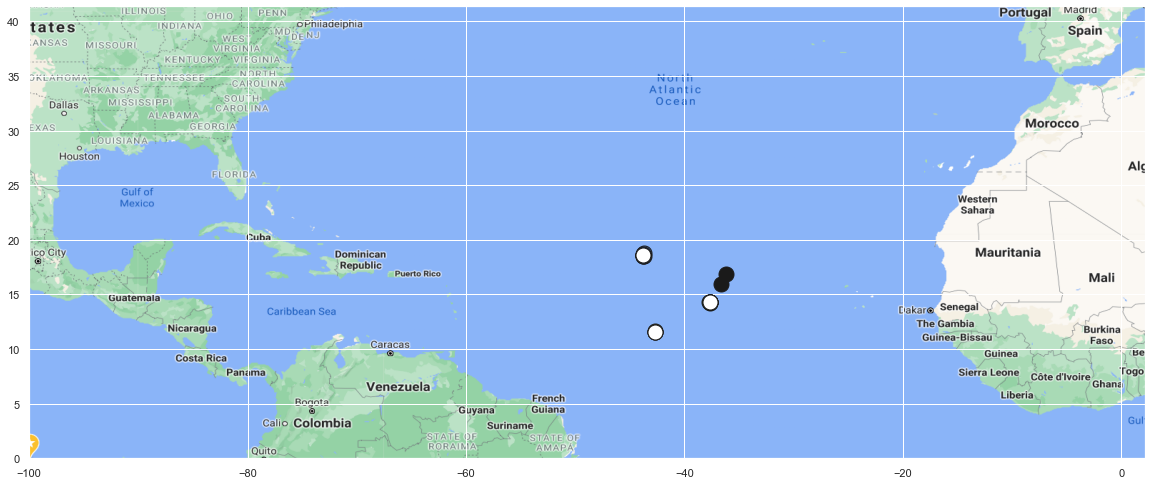 40
35
30
25
20
15
10
5
0
−100
−80
−60
−40
−20
0
tates
ILLINOIS
OHIO
PENN
INDIANA
Philadelphia
MD
DE
NJ
KANSAS
MISSOURI
WEST
VIRGINIA
KENTUCKY
VIRGINIA
OKLAHOMA
TENNESSEE
NORTH
CAROLINA
ARKANSAS
MISSISSIPPI
SOUTH
CAROLINA
Dallas
ALABAMA
GEORGIA
EXAS
LOUISIANA
Houston
FLORIDA
Gulf of
Mexico
ico City
Cuba
Dominican
Republic
Puerto Rico
Guatemala
Caribbean Sea
Nicaragua
Costa Rica
Panama
Caracas
Venezuela
Bogota
Cali
Colombia
Guyana
French
Guiana
Suriname
STATE OF
RORAIMA
STATE OF
AMAPA
Quito
North
Atlantic
Ocean
Portugal
Madrid
Spain
Morocco
Alg
Western
Sahara
Mauritania
Mali
Dakar
Senegal
The Gambia
Guinea-Bissau
Burkina
Faso
Guinea
Be
Sierra Leone
Côte d'Ivoire
Togo
Ghana
Liberia
Gulf